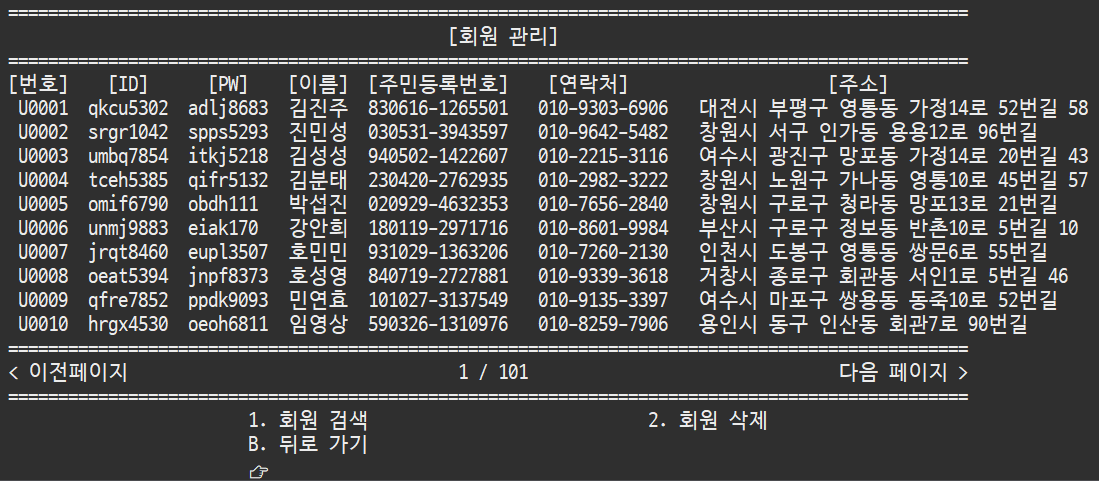 ================================================================================================
[회원 관리]
================================================================================================
[번호] [ID] [PW] [이름] [주민등록번호] [연락처] [주소]
U0001 qkcu5302 adlj8683 김진주 830616-1265501 010-9303-6906 대전시 부평구 영통동 가정14로 52번길 58
U0002 srgr1042 spps5293 진민성 030531-3943597 010-9642-5482 창원시 서구 인가동 용용12로 96번길
U0003 umbq7854 itkj5218 김성성 940502-1422607 010-2215-3116 여수시 광진구 망포동 가정14로 20번길 43
U0004 tceh5385 qifr5132 김분태 230420-2762935 010-2982-3222 창원시 노원구 가나동 영통10로 45번길 57
U0005 omif6790 obdh111 박섭진 020929-4632353 010-7656-2840 창원시 구로구 청라동 망포13로 21번길
U0006 unmj9883 eiak170 강안희 180119-2971716 010-8601-9984 부산시 구로구 정보동 반촌10로 5번길 10
U0007 jrqt8460 eupl3507 호민민 931029-1363206 010-7260-2130 인천시 도봉구 영통동 쌍문6로 55번길
U0008 oeat5394 jnpf8373 호성영 840719-2727881 010-9339-3618 거창시 종로구 회관동 서인1로 5번길 46
U0009 qfre7852 ppdk9093 민연효 101027-3137549 010-9135-3397 여수시 마포구 쌍용동 동죽10로 52번길
U0010 hrgx4530 oeoh6811 임영상 590326-1310976 010-8259-7906 용인시 동구 인산동 회관7로 90번길
================================================================================================
< 이전페이지 1 / 101 다음 페이지 >
================================================================================================
1. 회원 검색 2. 회원 삭제
B. 뒤로 가기
☞